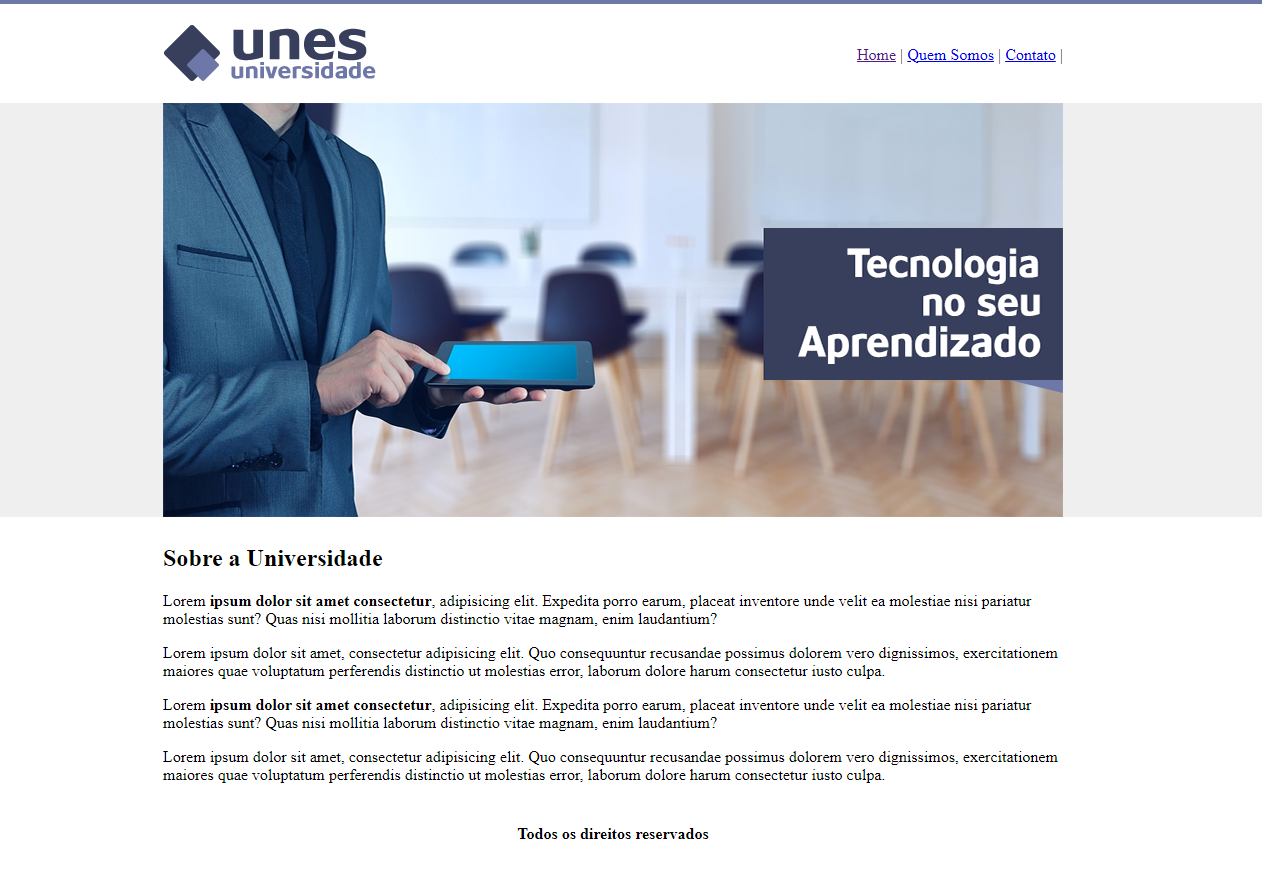 unes
universidade
Home | Quem Somos | Contato |
Tecnologia
no seu
Aprendizado
Sobre a Universidade
Lorem ipsum dolor sit amet consectetur, adipisicing elit. Expedita porro earum, placeat inventore unde velit ea molestiae nisi pariatur
molestias sunt? Quas nisi mollitia laborum distinctio vitae magnam, enim laudantium?
Lorem ipsum dolor sit amet, consectetur adipisicing elit. Quo consequuntur recusandae possimus dolorem vero dignissimos, exercitationem
maiores quae voluptatum perferendis distinctio ut molestias error, laborum dolore harum consectetur iusto culpa.
Lorem ipsum dolor sit amet consectetur, adipisicing elit. Expedita porro earum, placeat inventore unde velit ea molestiae nisi pariatur
molestias sunt? Quas nisi mollitia laborum distinctio vitae magnam, enim laudantium?
Lorem ipsum dolor sit amet, consectetur adipisicing elit. Quo consequuntur recusandae possimus dolorem vero dignissimos, exercitationem
maiores quae voluptatum perferendis distinctio ut molestias error, laborum dolore harum consectetur iusto culpa.
Todos os direitos reservados